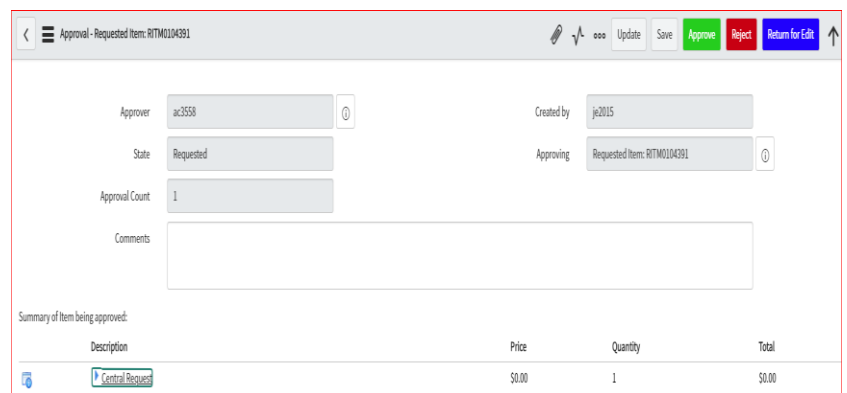 Approval - Requested Item: RITM0104391
Update Save Approve Reject Return for Edit
Approver ac3558 Created by je2015
State Requested Approving Requested Item: RITM0104391
Approval Count 1
Comments
Summary of Item being approved:
Description Price Quantity Total
Central Request $0.00 1 $0.00